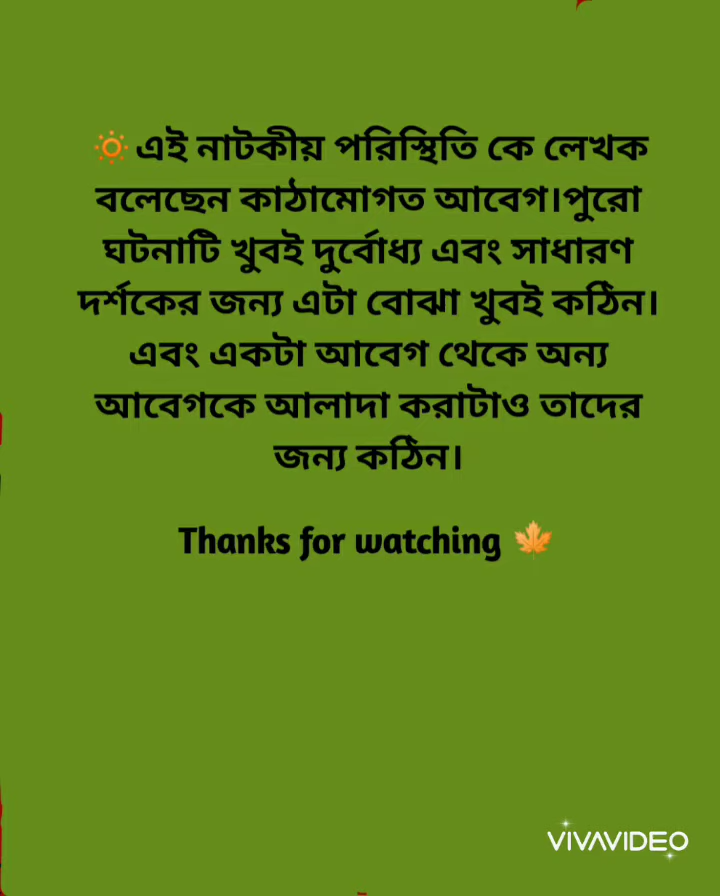 🔅 এই নাটকীয় পরিস্থিতি কে লেখক
বলেছেন কাঠামোগত আবেগ।পুরো
ঘটনাটি খুবই দুর্বোধ্য এবং সাধারণ
দর্শকের জন্য এটা বোঝা খুবই কঠিন।
এবং একটা আবেগ থেকে অন্য
আবেগকে আলাদা করাটাও তাদের
জন্য কঠিন।
Thanks for watching 🍁
VIVAVIDEO